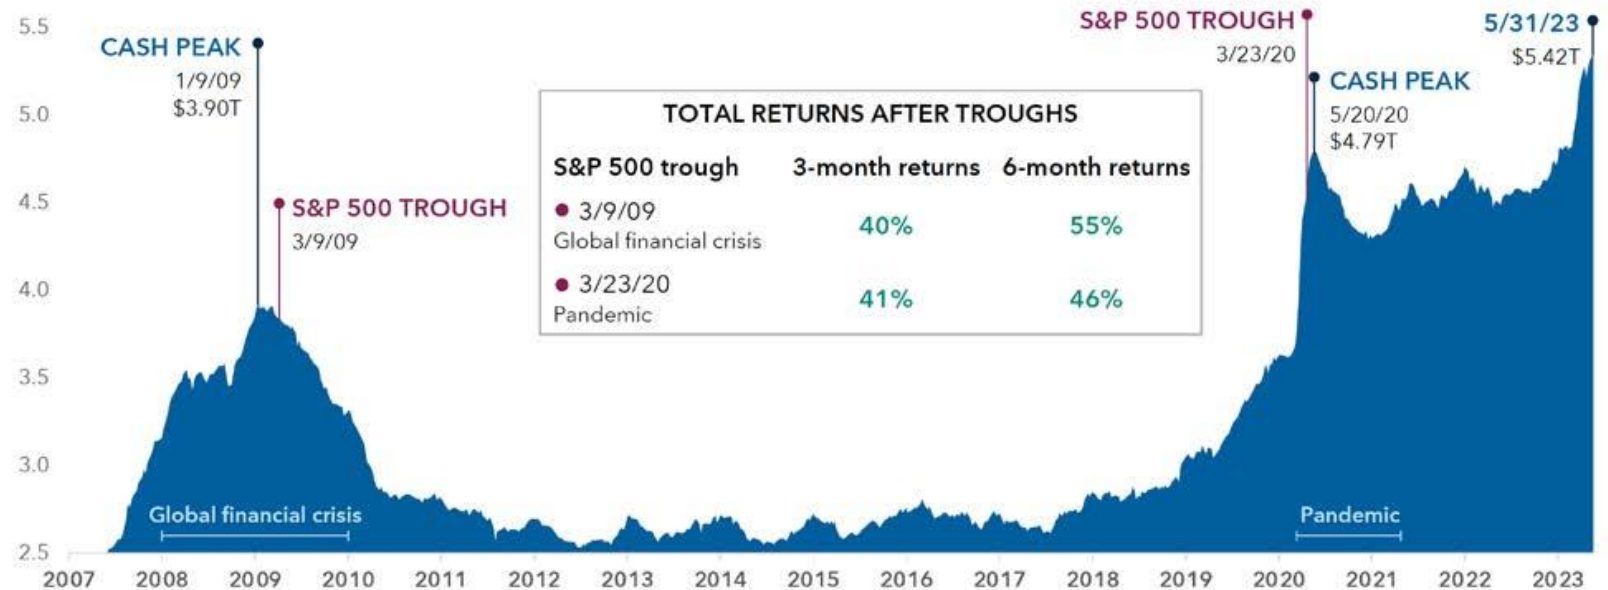 5.5
5.0
4.5
4.0
3.5
3.0
2.5
CASH PEAK
1/9/09
$3.90T
S&P 500 TROUGH
3/9/09
TOTAL RETURNS AFTER TROUGHS
S&P 500 trough 3-month returns 6-month returns
3/9/09
Global financial crisis
40% 55%
3/23/20
Pandemic
41% 46%
S&P 500 TROUGH
3/23/20
CASH PEAK
5/20/20
$4.79T
5/31/23
$5.42T
Global financial crisis
Pandemic
2007 2008 2009 2010 2011 2012 2013 2014 2015 2016 2017 2018 2019 2020 2021 2022 2023